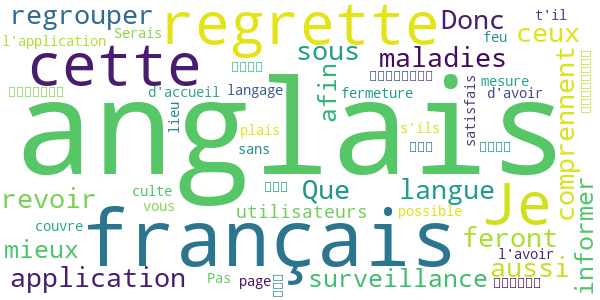 regrouper
regrette
Donc
t'il
l'application
Serais
feu
ceux
cette
sous
maladies
d'accueil
langage
afin
fermeture
mesure
d'avoir
comprennent
anglais
lieu
plais
s'ils
satisfais
sans
revoir
culte
vous
Que
langue
Je
utilisateurs
possible
informer
couvre
français
feront
mieux
l'avoir
application
Pas
page
surveillance
aussi